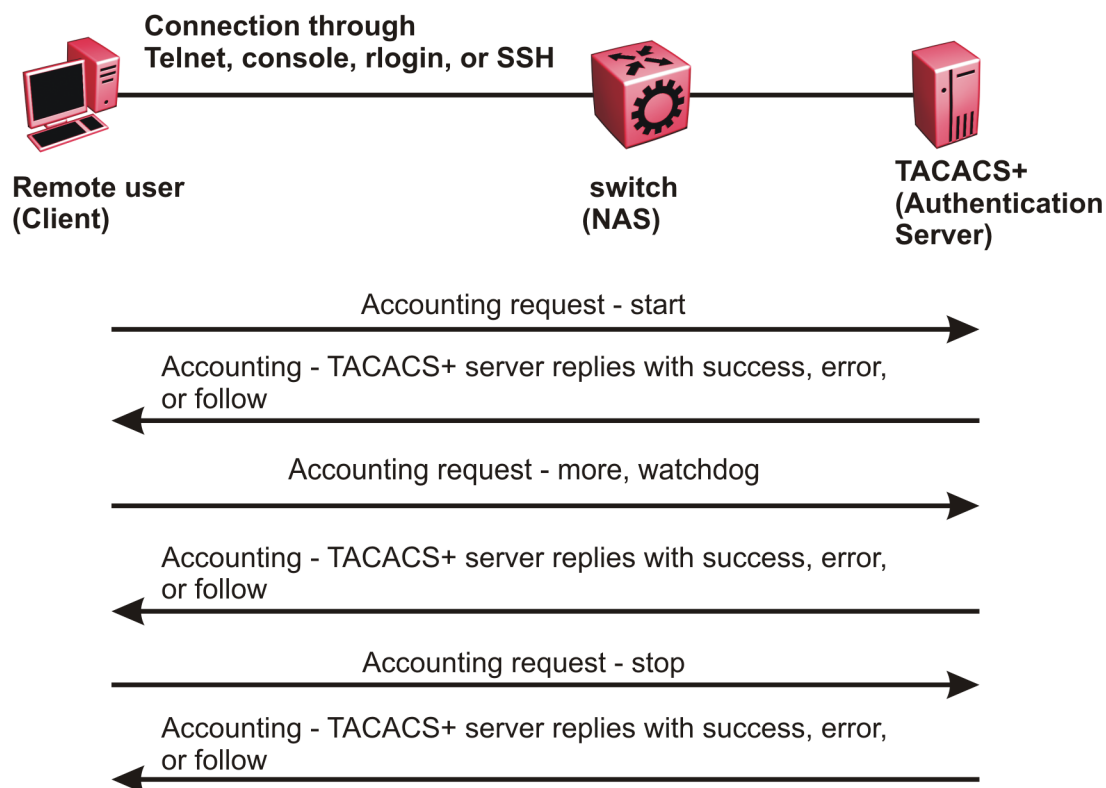 Connection through
Telnet, console, rlogin, or SSH
Remote user
(Client)
switch
(NAS)
TACACS+
(Authentication
Server)
Accounting request - start
Accounting - TACACS+ server replies with success, error,
or follow
Accounting request - more, watchdog
Accounting - TACACS+ server replies with success, error,
or follow
Accounting request - stop
Accounting - TACACS+ server replies with success, error,
or follow